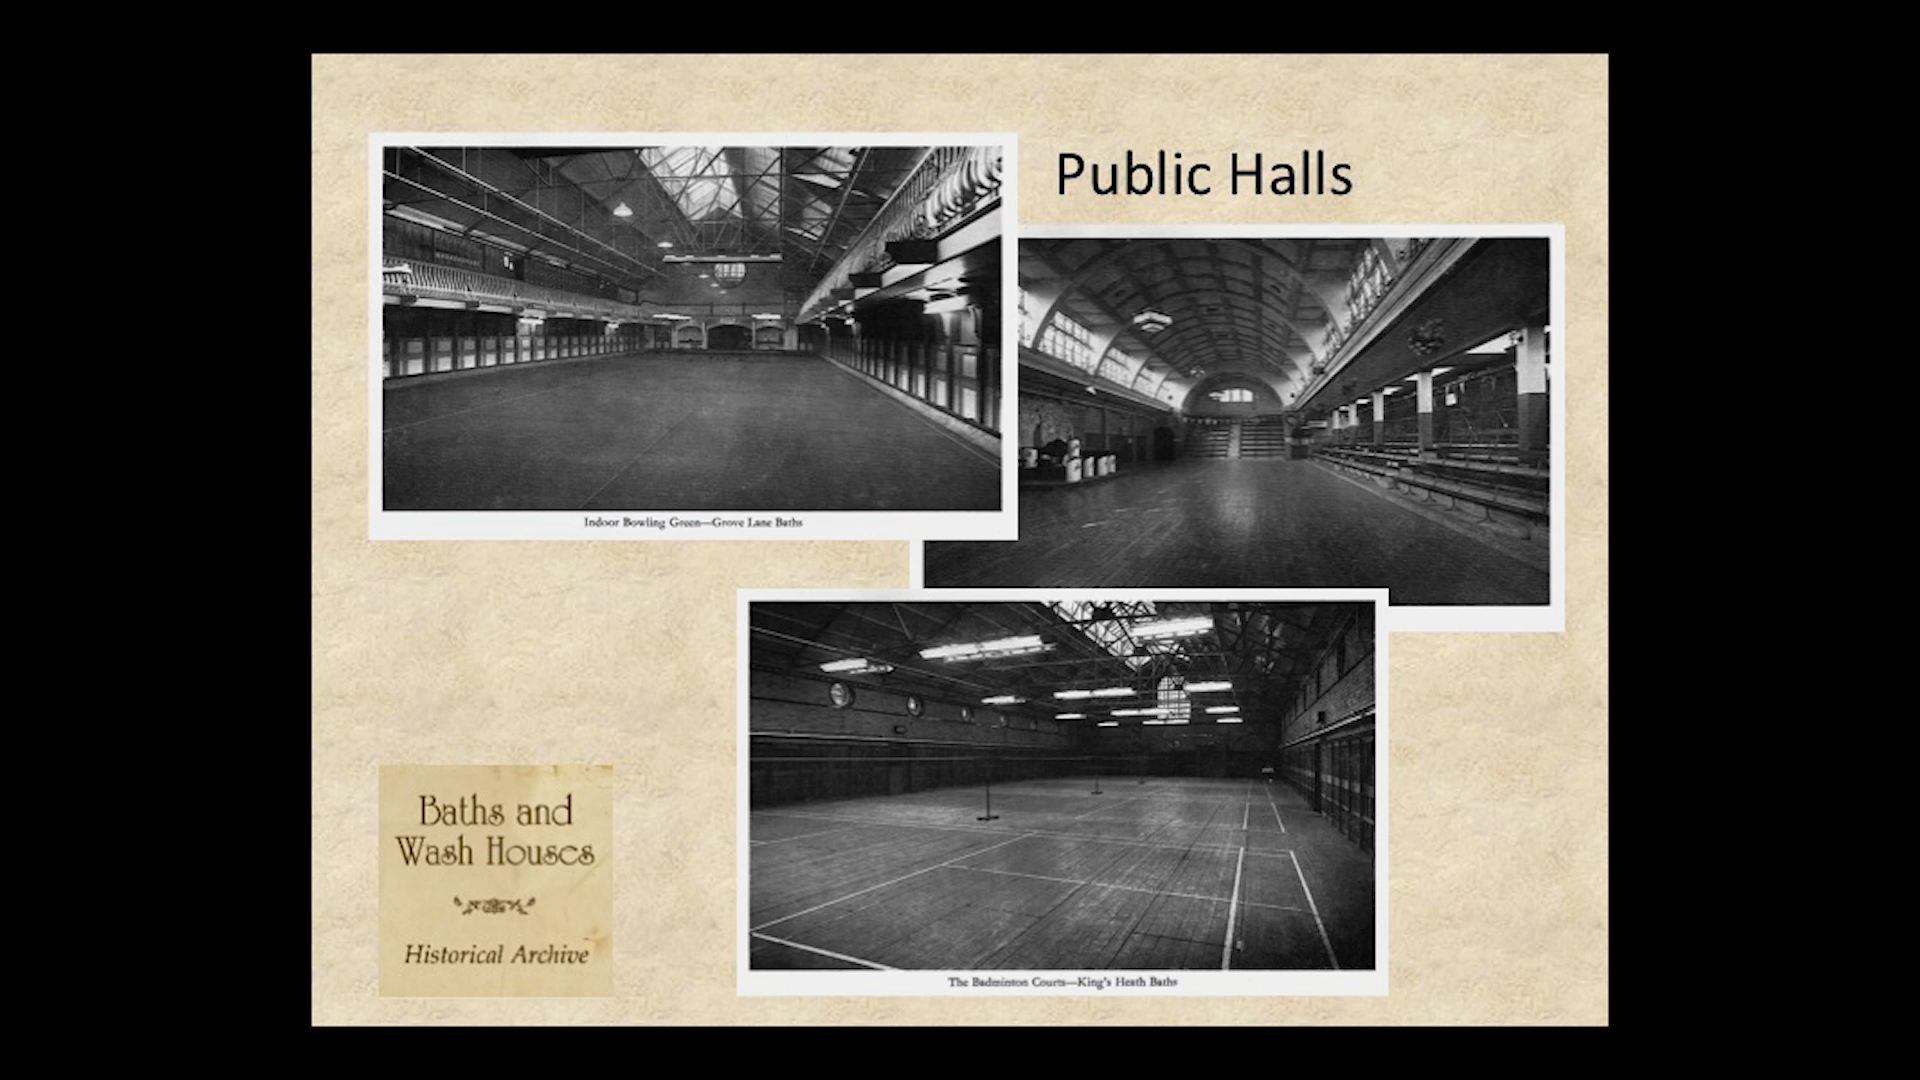 Public Halls
Indoor Bowling Green—Grove Lane Baths
The Badminton Courts—King's Heath Baths
Baths and
Wash Houses
Historical Archive